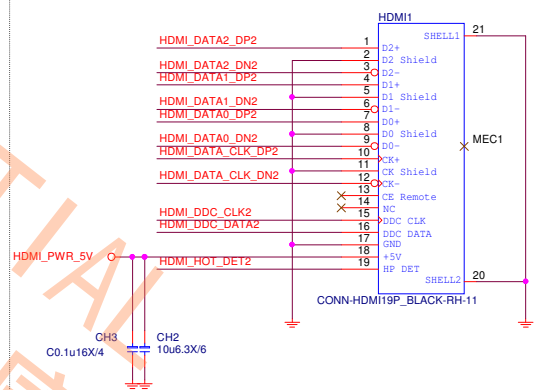 HDMI1
HDMI_DATA2_DP2 1 D2+ SHELL1 21
2 D2 Shield
HDMI_DATA2_DN2 3 D2-
HDMI_DATA1_DP2 4 D1+
5 D1 Shield
HDMI_DATA1_DN2 6 D1-
HDMI_DATA0_DP2 7 D0+
8 D0 Shield
HDMI_DATA0_DN2 9 D0- MEC1
HDMI_DATA_CLK_DP2 10 CK+
11 CK Shield
HDMI_DATA_CLK_DN2 12 CK-
13 CE Remote
14 NC
HDMI_DDC_CLK2 15 DDC CLK
HDMI_DDC_DATA2 16 DDC DATA
17 GND
HDMI_PWR_5V 18 +5V
HDMI_HOT_DET2 19 HP DET
SHELL2 20
CONN-HDMI19P_BLACK-RH-11
CH3 CH2
C0.1u16X/4 10u6.3X/6
TIAL